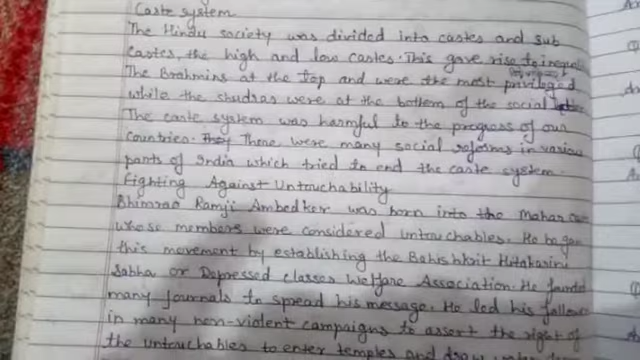 Caste system
The Hindu society was divided into castes and sub
castes, the high and low castes. This gave rise to
The Brahmins at the top and were the most privileged
while the shudras were at the bottom of the social
The caste system was harmful to the progress of our
countries. They There were many social reforms in various
parts of India which tried to end the caste system.
Fighting Against Untouchability
Bhimrao Ramji Ambedkar was born into the Mahar
whose members were considered untouchables. He began
this movement by establishing the Bahishkrit Hitakarini
Sabha or Depressed classes Welfare Association. He founded
many journals to spread his message. He led his
in many non-violent campaigns to assert the right of
the untouchables to enter temples and